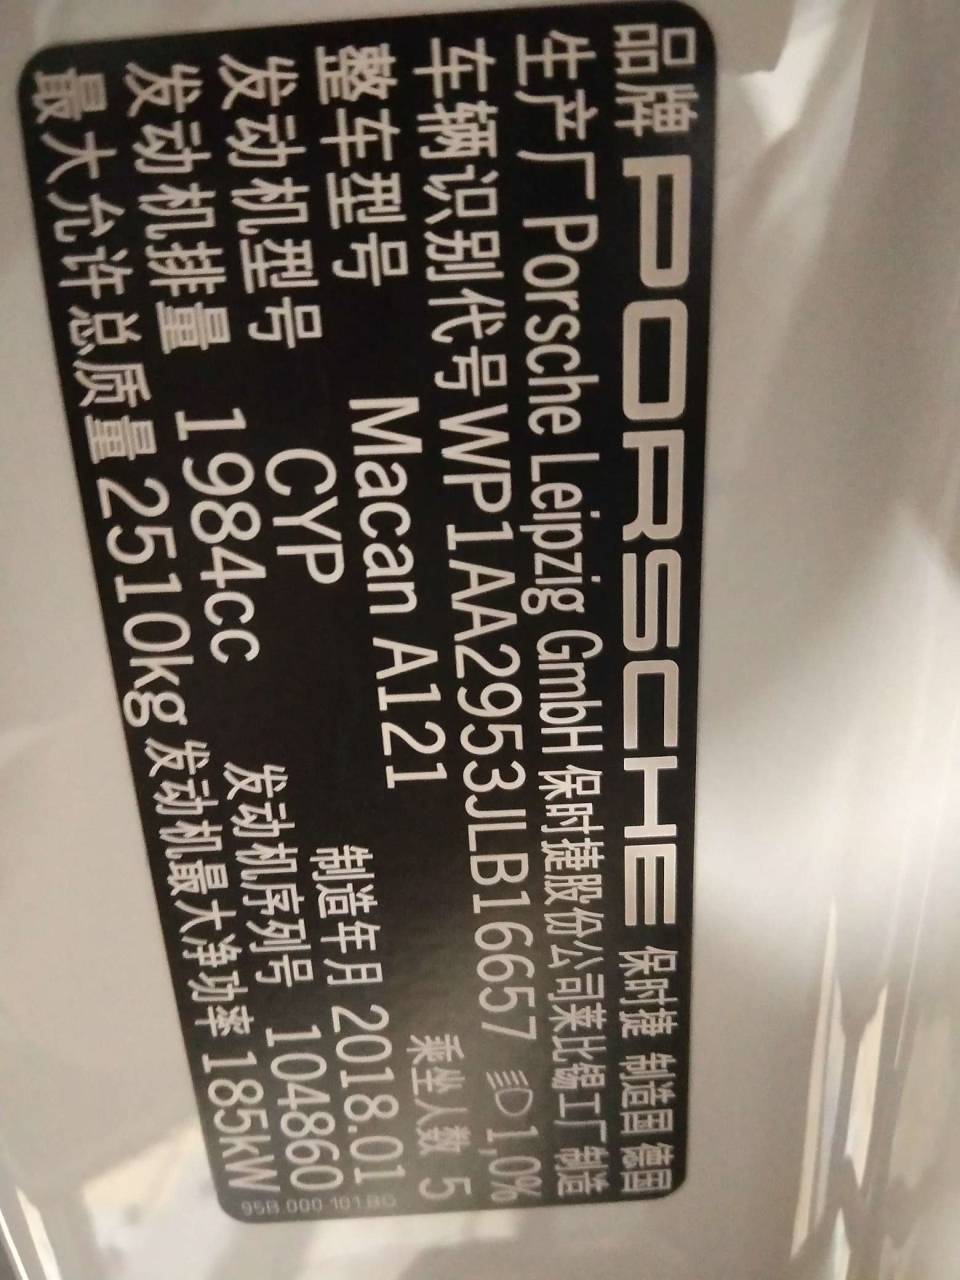 品牌 PORSCHE 保时捷 制造国 德国
生产厂 Porsche Leipzig GmbH 保时捷股份公司莱比锡工厂 制造
车辆识别代号 WP1AA2953JLB16657 1,0%
整车型号 Macan A121 乘坐人数 5
发动机型号 CYP 制造年月 2018.01
发动机排量 1984cc 发动机序列号 104860
最大允许总质量 2510kg 发动机最大净功率 185kW
95B.000 101.BG